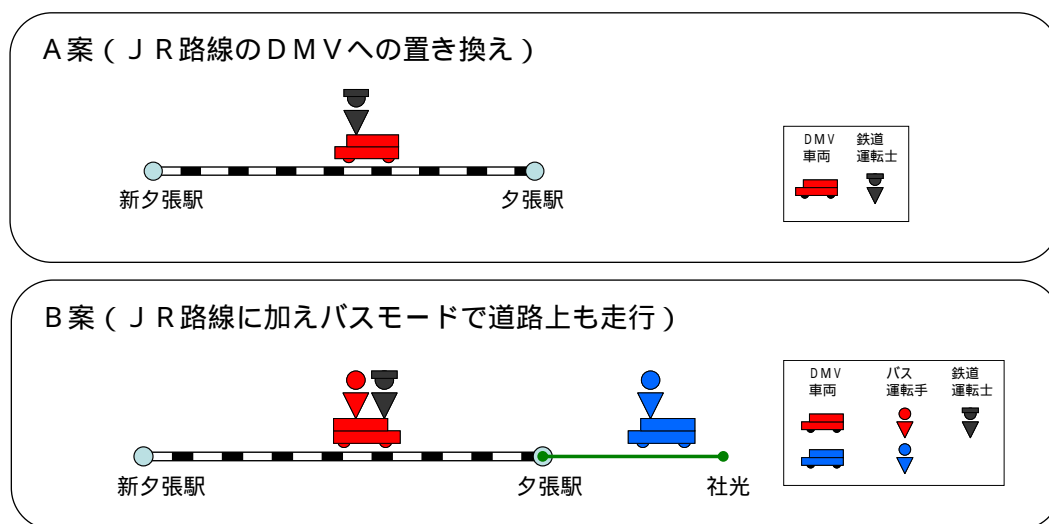 A案（ＪＲ路線のＤＭＶへの置き換え）
DMV 鉄道
車両 運転士
新夕張駅 夕張駅
B案（ＪＲ路線に加えバスモードで道路上も走行）
DMV バス 鉄道
車両 運転手 運転士
新夕張駅 夕張駅 社光